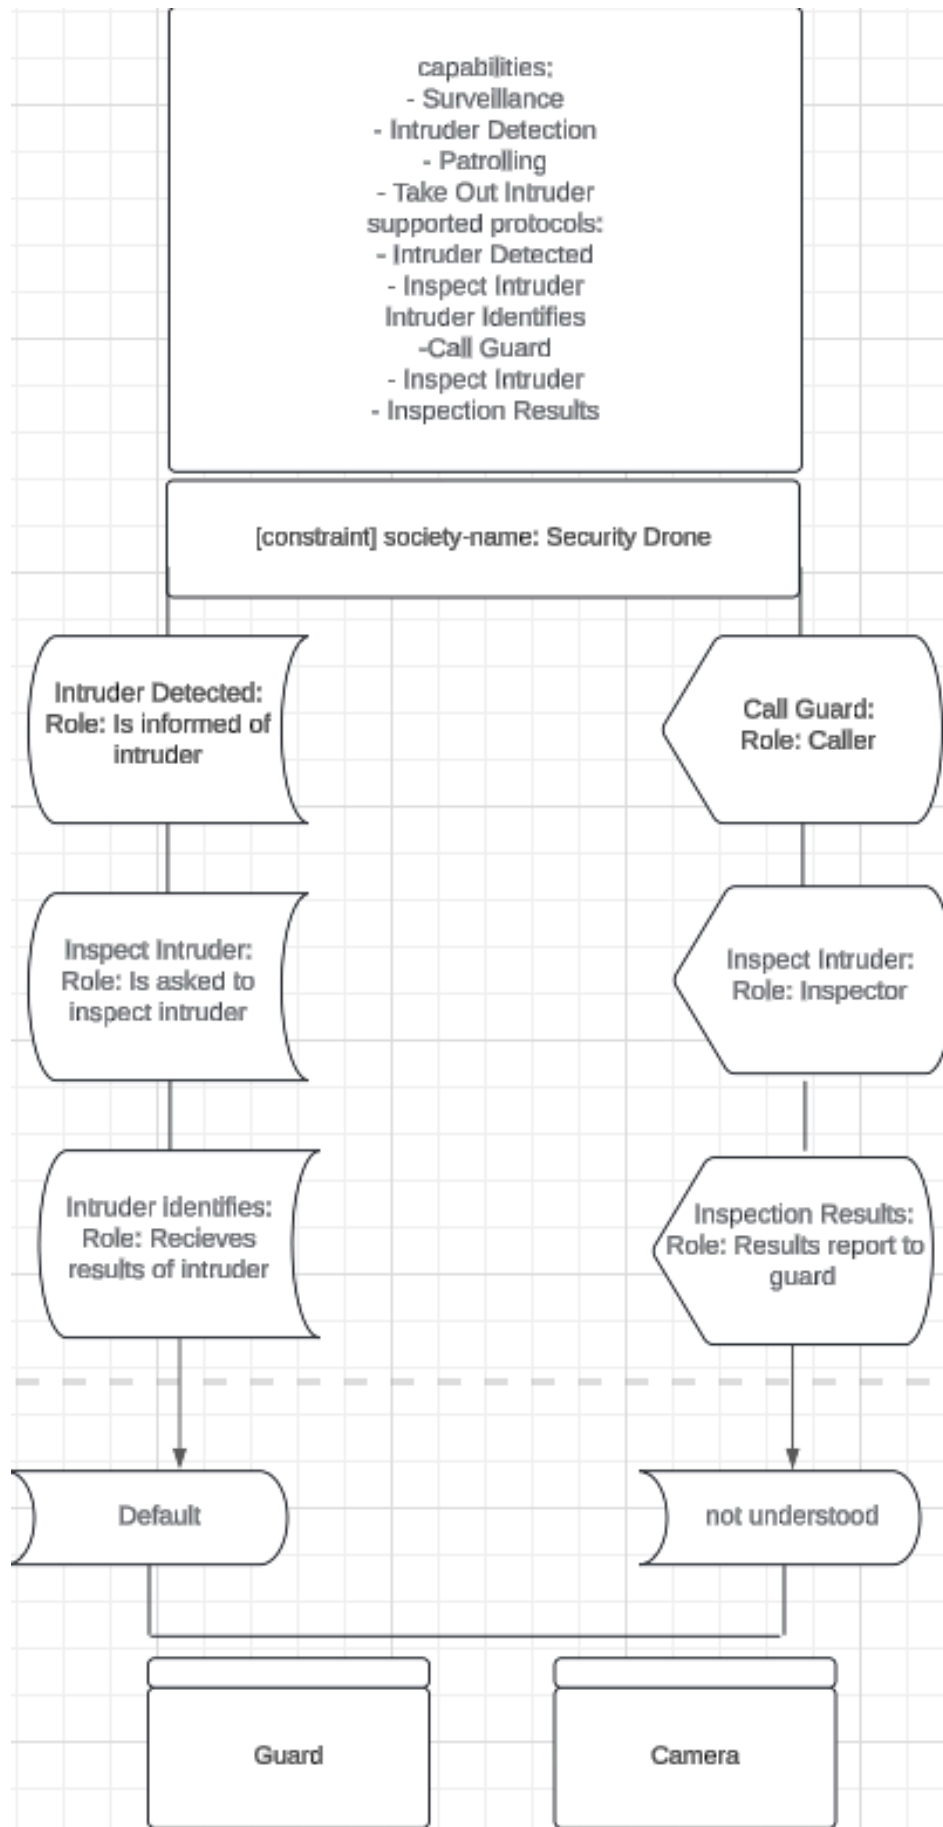 capabilities:
- Surveillance
- Intruder Detection
- Patrolling
- Take Out Intruder
supported protocols:
- Intruder Detected
- Inspect Intruder
Intruder Identifies
-Call Guard
- Inspect Intruder
- Inspection Results
[constraint] society-name: Security Drone
Intruder Detected:
Role: Is informed of
intruder
Call Guard:
Role: Caller
Inspect Intruder:
Role: Is asked to
inspect intruder
Inspect Intruder:
Role: Inspector
Intruder identifies:
Role: Recieves
results of intruder
Inspection Results:
Role: Results report to
guard
Default
not understood
Guard
Camera